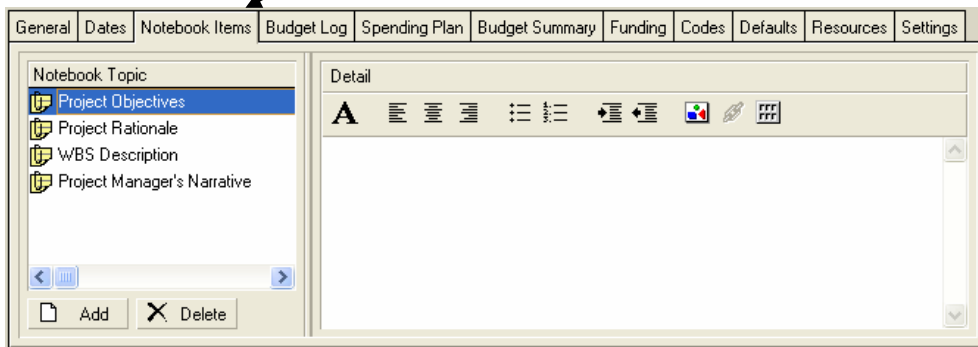 General Dates Notebook Items Budget Log Spending Plan Budget Summary Funding Codes Defaults Resources Settings
Notebook Topic
Project Objectives
Project Rationale
WBS Description
Project Manager's Narrative
Add Delete
Detail
A